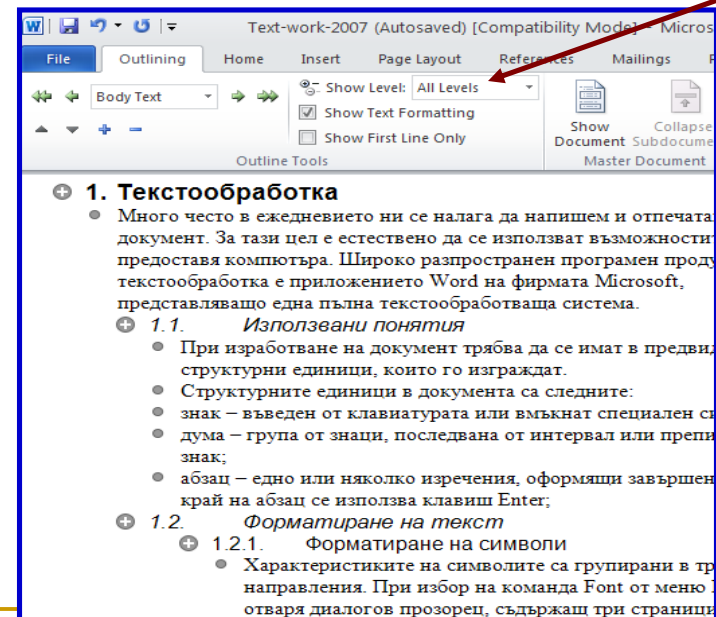 Text-work-2007 (Autosaved) [Compatibility Mode] - Micros
File Outlining Home Insert Page Layout References Mailings
Body Text Show Level: All Levels
Show Text Formatting
Show First Line Only
Show Document Collapse Subdocume
Outline Tools Master Document
1. Текстообработка
Много често в ежедневието ни се налага да напишем и отпечата
документ. За тази цел е естествено да се използват възможностит
предоставя компютъра. Широко разпространен програмен проду
текстообработка е приложението Word на фирмата Microsoft,
представляващо една пълна текстообработваща система.
1.1. Използвани понятия
При изработване на документ трябва да се имат в предвид
структурни единици, които го изграждат.
Структурните единици в документа са следните:
знак – въведен от клавиатурата или вмъкнат специален си
дума – група от знаци, последвана от интервал или препи
знак;
абзац – едно или няколко изречения, оформящи завършен
край на абзац се използва клавиш Enter;
1.2. Форматиране на текст
1.2.1. Форматиране на символи
Характеристиките на символите са групирани в тр
направления. При избор на команда Font от меню
отваря диалогов прозорец, съдържащ три страници